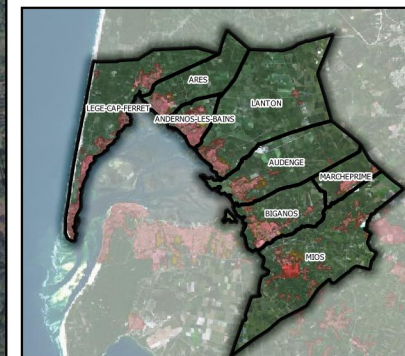 ARES
LEGE-CAP-FERRET
LANTON
ANDERNOS-LES-BAINS
AUDENGE
MARCHEPRIME
BIGANOS
MIOS